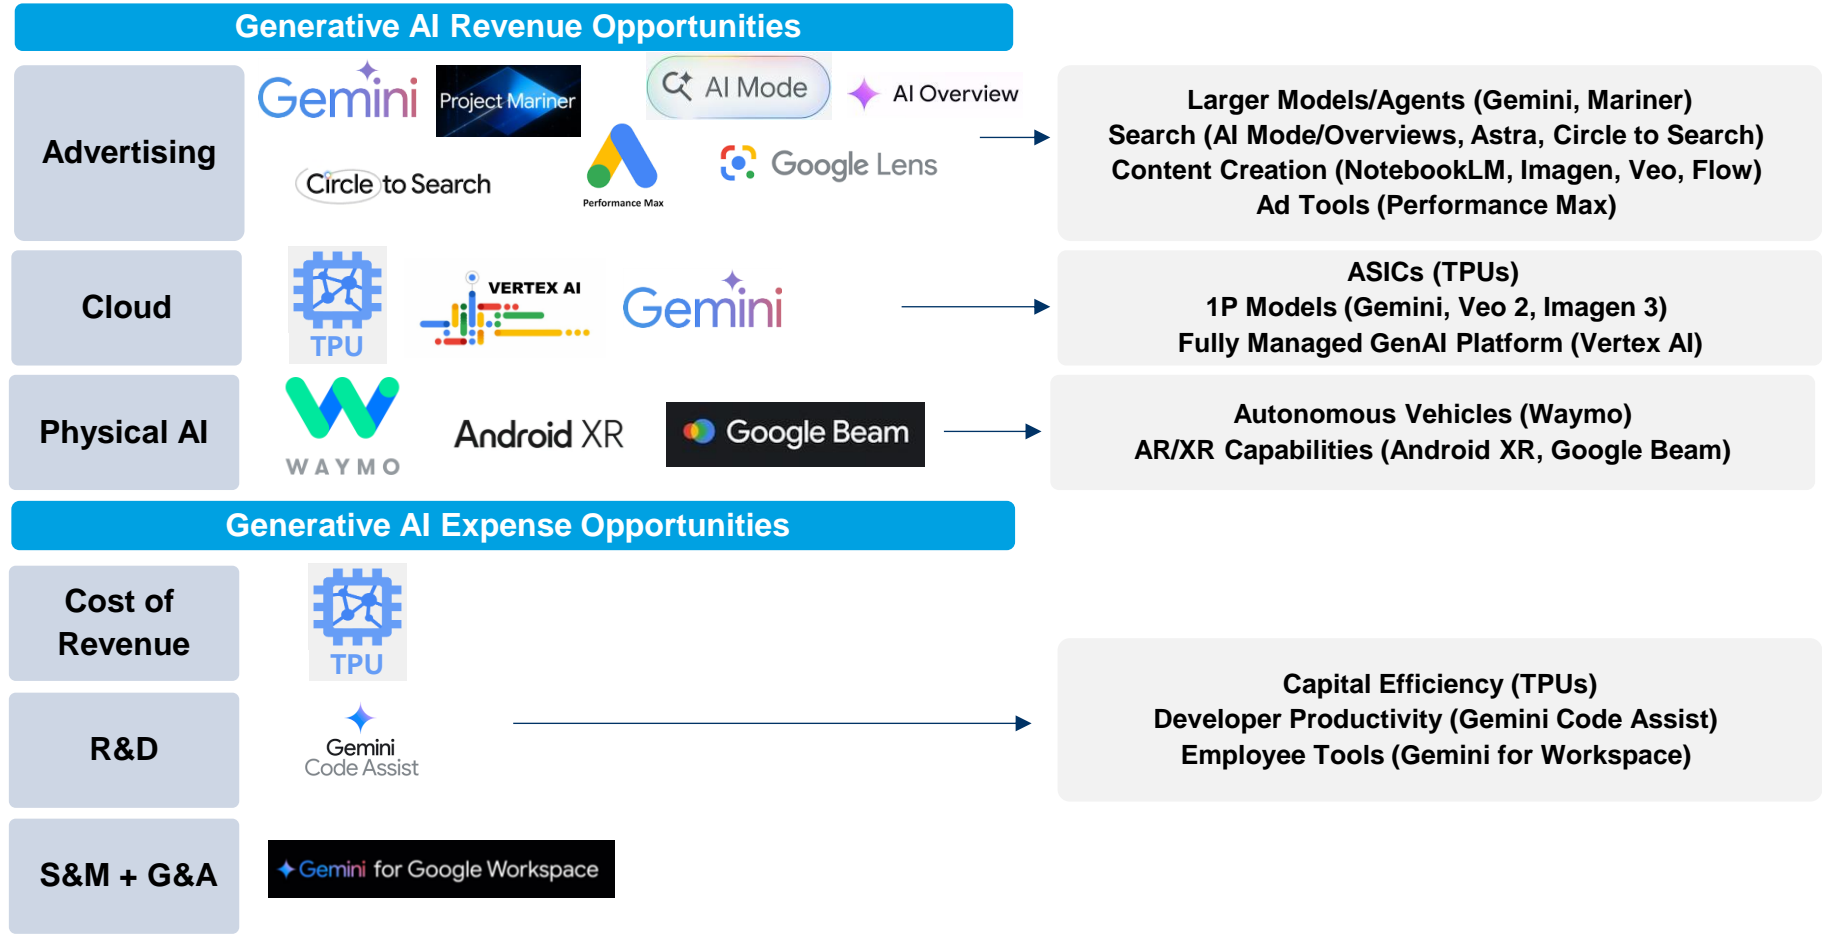 Generative AI Revenue Opportunities
Advertising
Gemini
Project Mariner
AI Mode
AI Overview
Circle to Search
Performance Max
Google Lens
Larger Models/Agents (Gemini, Mariner)
Search (AI Mode/Overviews, Astra, Circle to Search)
Content Creation (NotebookLM, Imagen, Veo, Flow)
Ad Tools (Performance Max)
Cloud
TPU
VERTEX AI
Gemini
ASICs (TPUs)
1P Models (Gemini, Veo 2, Imagen 3)
Fully Managed GenAI Platform (Vertex AI)
Physical AI
WAYMO
Android XR
Google Beam
Autonomous Vehicles (Waymo)
AR/XR Capabilities (Android XR, Google Beam)
Generative AI Expense Opportunities
Cost of
Revenue
TPU
R&D
Gemini
Code Assist
Capital Efficiency (TPUs)
Developer Productivity (Gemini Code Assist)
Employee Tools (Gemini for Workspace)
S&M + G&A
Gemini for Google Workspace